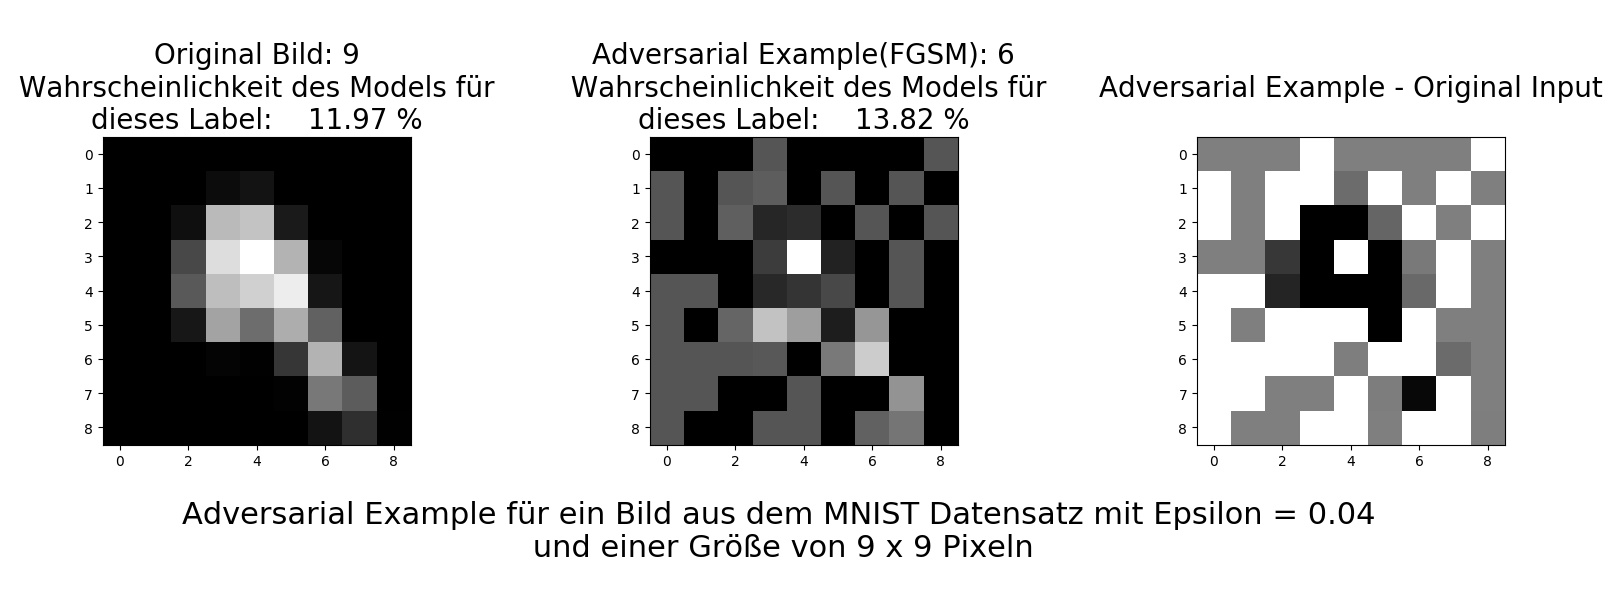 Original Bild: 9
Wahrscheinlichkeit des Models für
dieses Label:    11.97 %
0
1
2
3
4
5
6
7
8
0 2 4 6 8
Adversarial Example(FGSM): 6
Wahrscheinlichkeit des Models für
dieses Label:    13.82 %
0
1
2
3
4
5
6
7
8
0 2 4 6 8
Adversarial Example - Original Input
0
1
2
3
4
5
6
7
8
0 2 4 6 8
Adversarial Example für ein Bild aus dem MNIST Datensatz mit Epsilon = 0.04
und einer Größe von 9 x 9 Pixeln